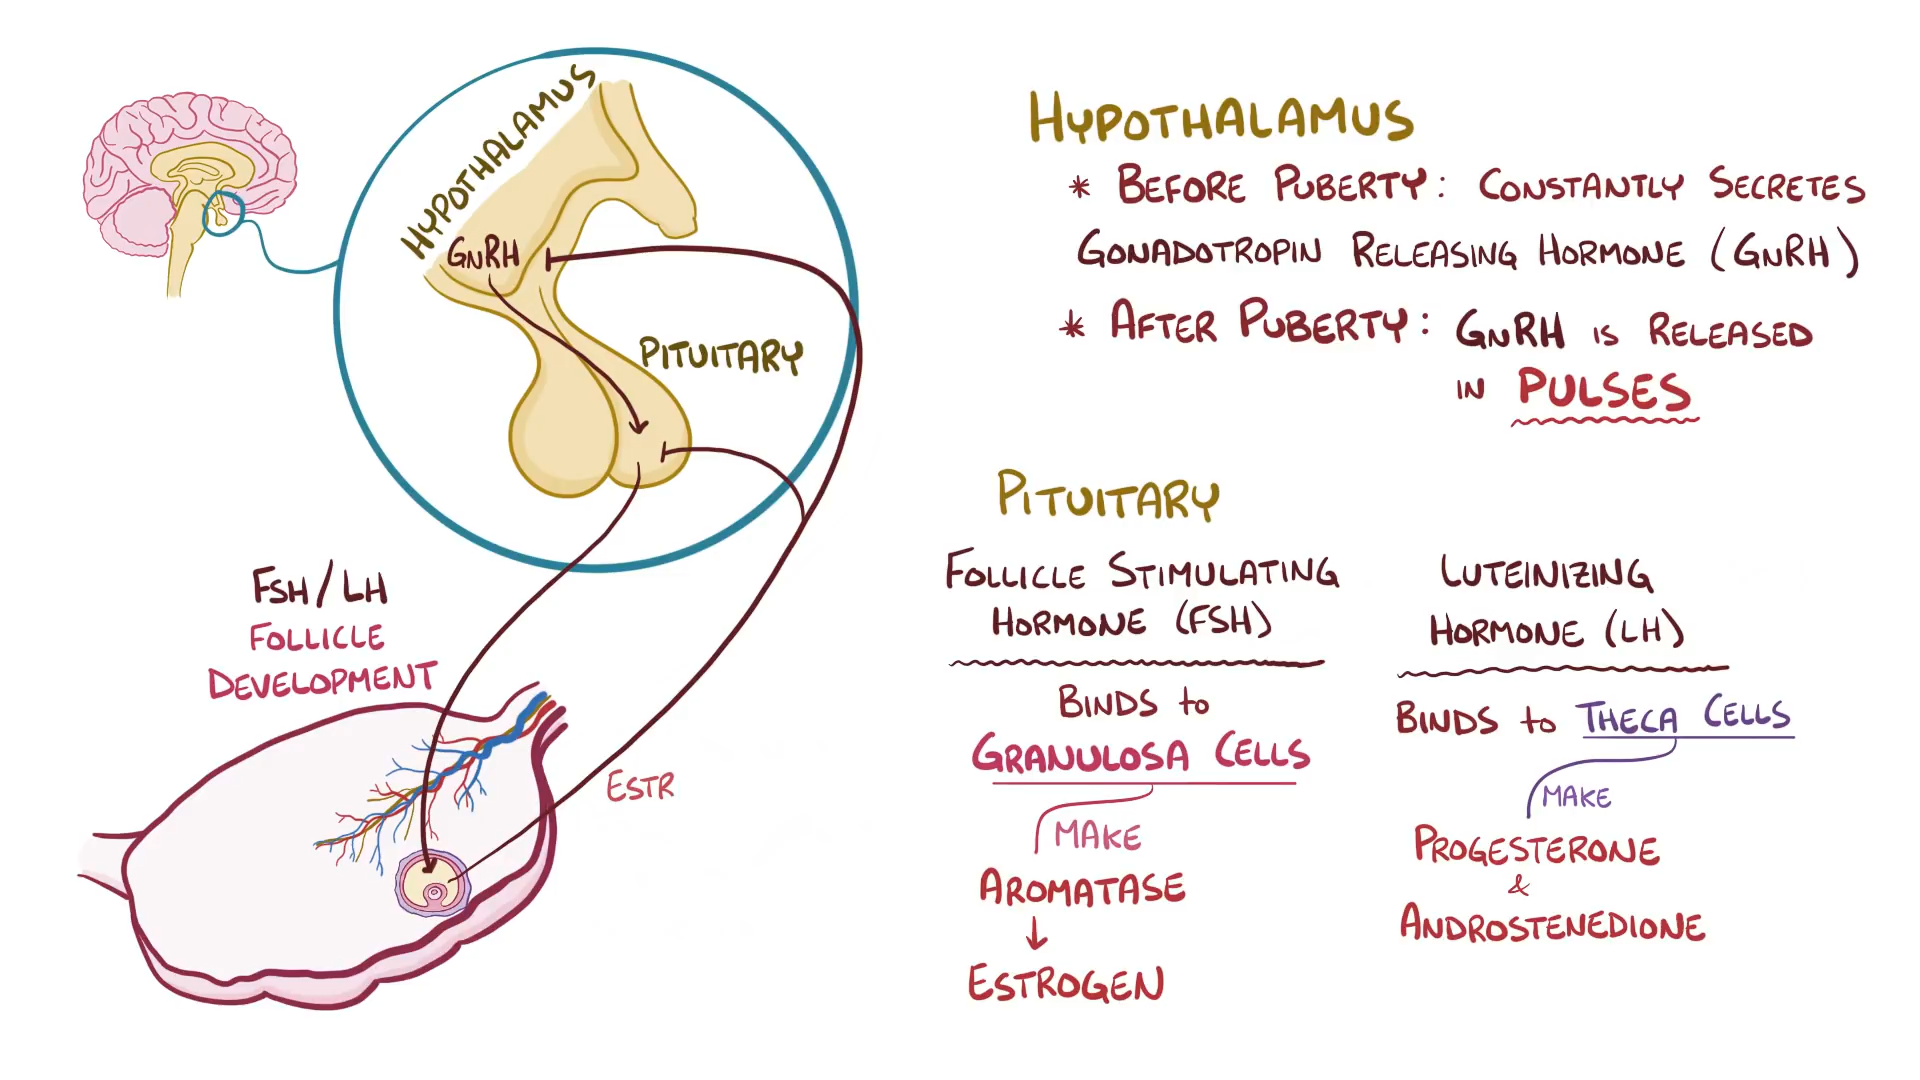 HYPOTHALAMUS
GnRH
PITUITARY
FSH/LH
FOLLICLE
DEVELOPMENT
ESTR
HYPOTHALAMUS
* BEFORE PUBERTY: CONSTANTLY SECRETES
GONADOTROPIN RELEASING HORMONE (GnRH)
* AFTER PUBERTY: GnRH IS RELEASED
IN PULSES
PITUITARY
FOLLICLE STIMULATING
HORMONE (FSH)
BINDS to
GRANULOSA CELLS
MAKE
AROMATASE
↓
ESTROGEN
LUTEINIZING
HORMONE (LH)
BINDS to THECA CELLS
MAKE
PROGESTERONE
&
ANDROSTENEDIONE